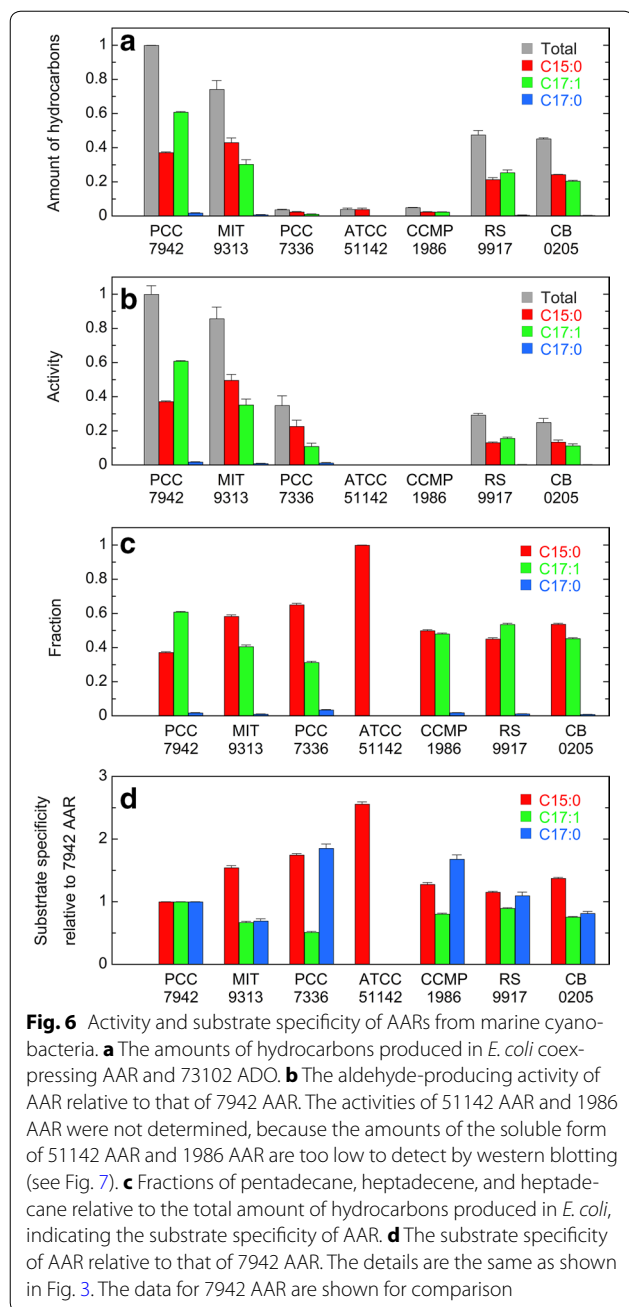 a
Total
C15:0
C17:1
C17:0
Amount of hydrocarbons
1
0.8
0.6
0.4
0.2
0
PCC MIT PCC ATCC CCMP RS CB
7942 9313 7336 51142 1986 9917 0205
b
Total
C15:0
C17:1
C17:0
Activity
1
0.8
0.6
0.4
0.2
0
PCC MIT PCC ATCC CCMP RS CB
7942 9313 7336 51142 1986 9917 0205
c
C15:0
C17:1
C17:0
Fraction
1
0.8
0.6
0.4
0.2
0
PCC MIT PCC ATCC CCMP RS CB
7942 9313 7336 51142 1986 9917 0205
d
C15:0
C17:1
C17:0
Substrtate specificity
relative to 7942 AAR
3
2
1
0
PCC MIT PCC ATCC CCMP RS CB
7942 9313 7336 51142 1986 9917 0205
Fig. 6 Activity and substrate specificity of AARs from marine cyano-
bacteria. a The amounts of hydrocarbons produced in E. coli coex-
pressing AAR and 73102 ADO. b The aldehyde-producing activity of
AAR relative to that of 7942 AAR. The activities of 51142 AAR and 1986
AAR were not determined, because the amounts of the soluble form
of 51142 AAR and 1986 AAR are too low to detect by western blotting
(see Fig. 7). c Fractions of pentadecane, heptadecene, and heptade-
cane relative to the total amount of hydrocarbons produced in E. coli,
indicating the substrate specificity of AAR. d The substrate specificity
of AAR relative to that of 7942 AAR. The details are the same as shown
in Fig. 3. The data for 7942 AAR are shown for comparison